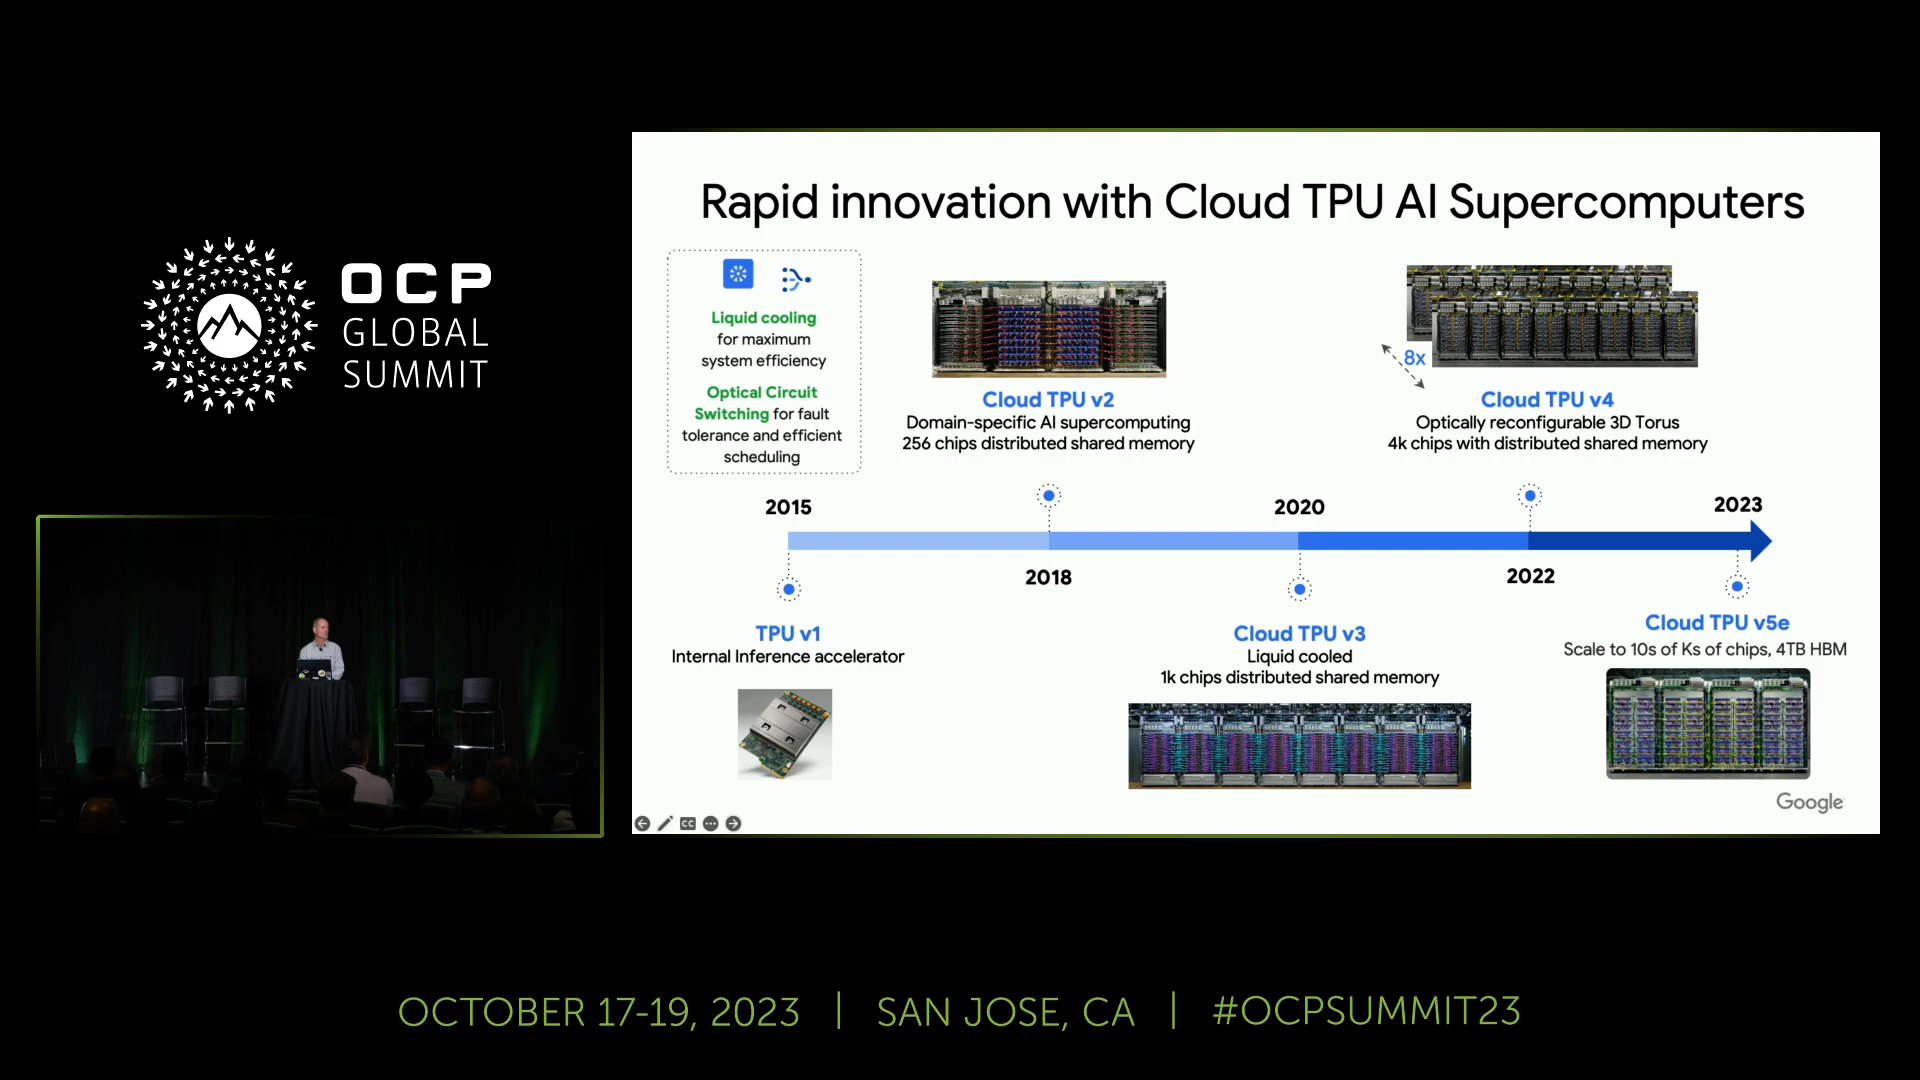 OCP
GLOBAL
SUMMIT
Rapid innovation with Cloud TPU AI Supercomputers
Liquid cooling
for maximum
system efficiency
Optical Circuit
Switching for fault
tolerance and efficient
scheduling
Cloud TPU v2
Domain-specific AI supercomputing
256 chips distributed shared memory
8x
Cloud TPU v4
Optically reconfigurable 3D Torus
4k chips with distributed shared memory
2015
2020
2023
2018
2022
TPU v1
Internal Inference accelerator
Cloud TPU v3
Liquid cooled
1k chips distributed shared memory
Cloud TPU v5e
Scale to 10s of Ks of chips, 4TB HBM
Google
CC
OCTOBER 17-19, 2023 | SAN JOSE, CA | #OCPSUMMIT23